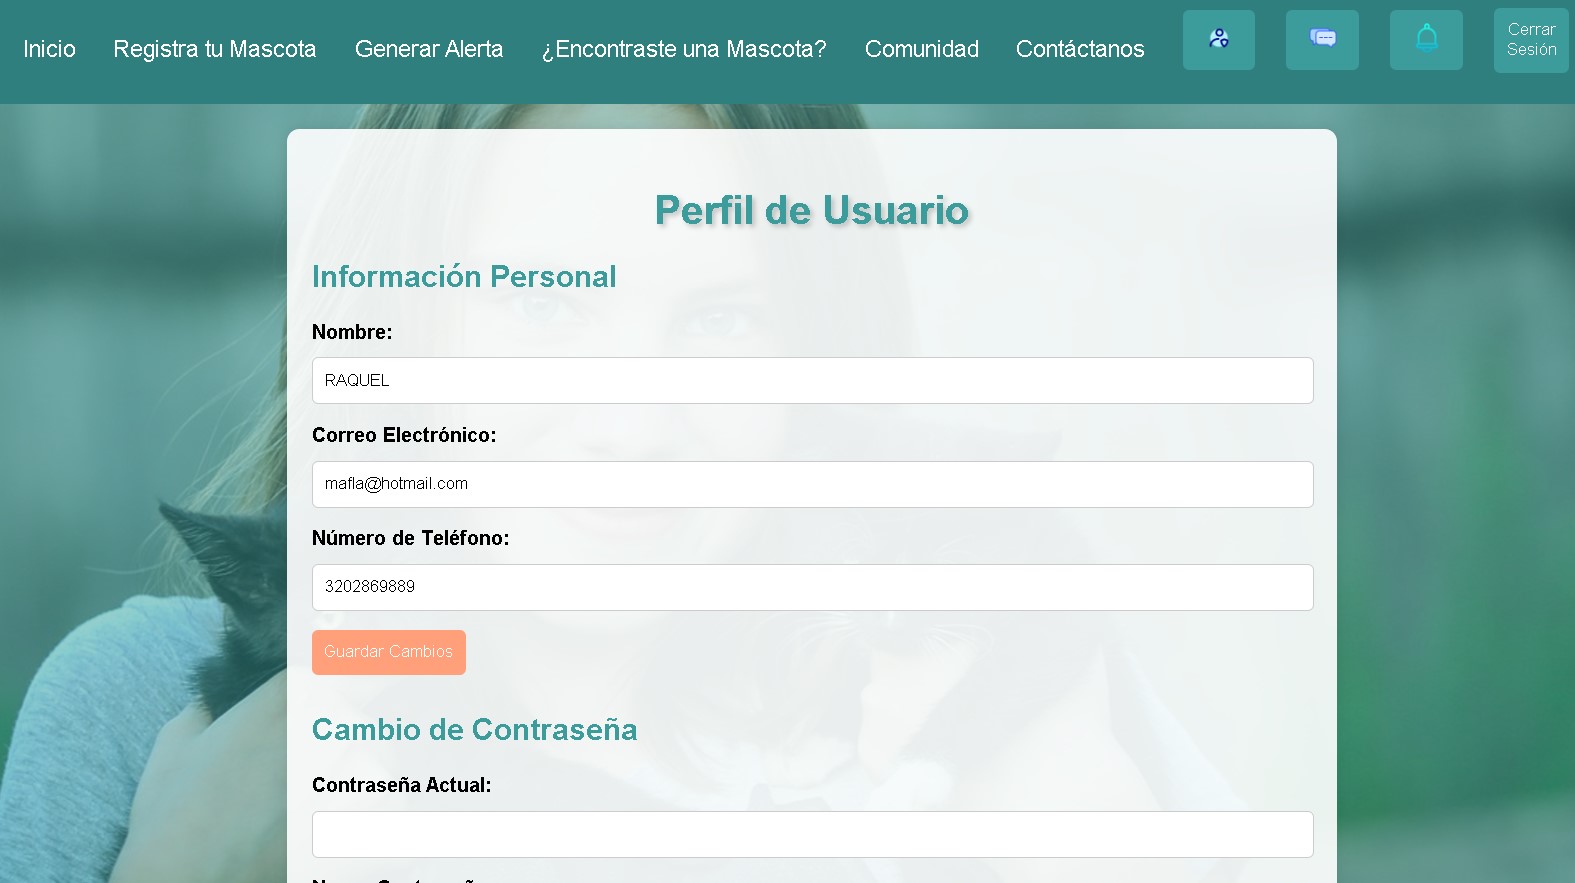 Inicio
Registra tu Mascota
Generar Alerta
¿Encontraste una Mascota?
Comunidad
Contáctanos
Cerrar
Sesión
Perfil de Usuario
Información Personal
Nombre:
RAQUEL
Correo Electrónico:
mafla@hotmail.com
Número de Teléfono:
3202869889
Guardar Cambios
Cambio de Contraseña
Contraseña Actual: